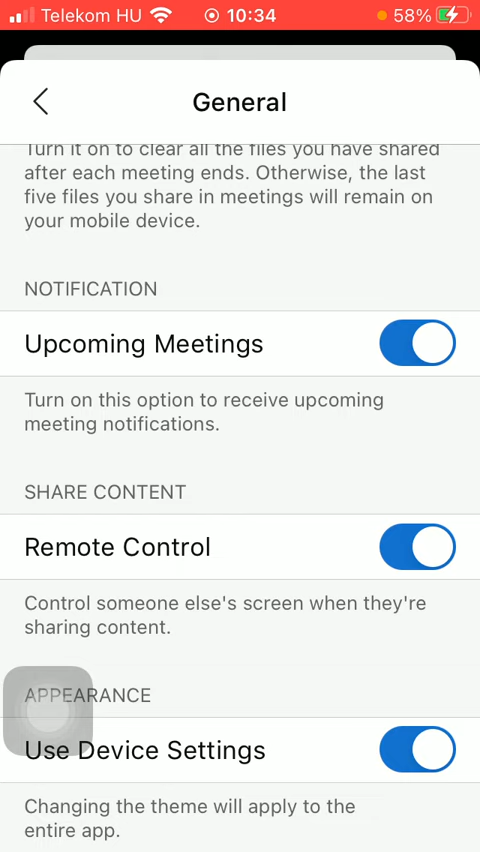 Telekom HU 10:34 58%
General
Turn it on to clear all the files you have shared
after each meeting ends. Otherwise, the last
five files you share in meetings will remain on
your mobile device.
NOTIFICATION
Upcoming Meetings
Turn on this option to receive upcoming
meeting notifications.
SHARE CONTENT
Remote Control
Control someone else's screen when they're
sharing content.
APPEARANCE
Use Device Settings
Changing the theme will apply to the
entire app.